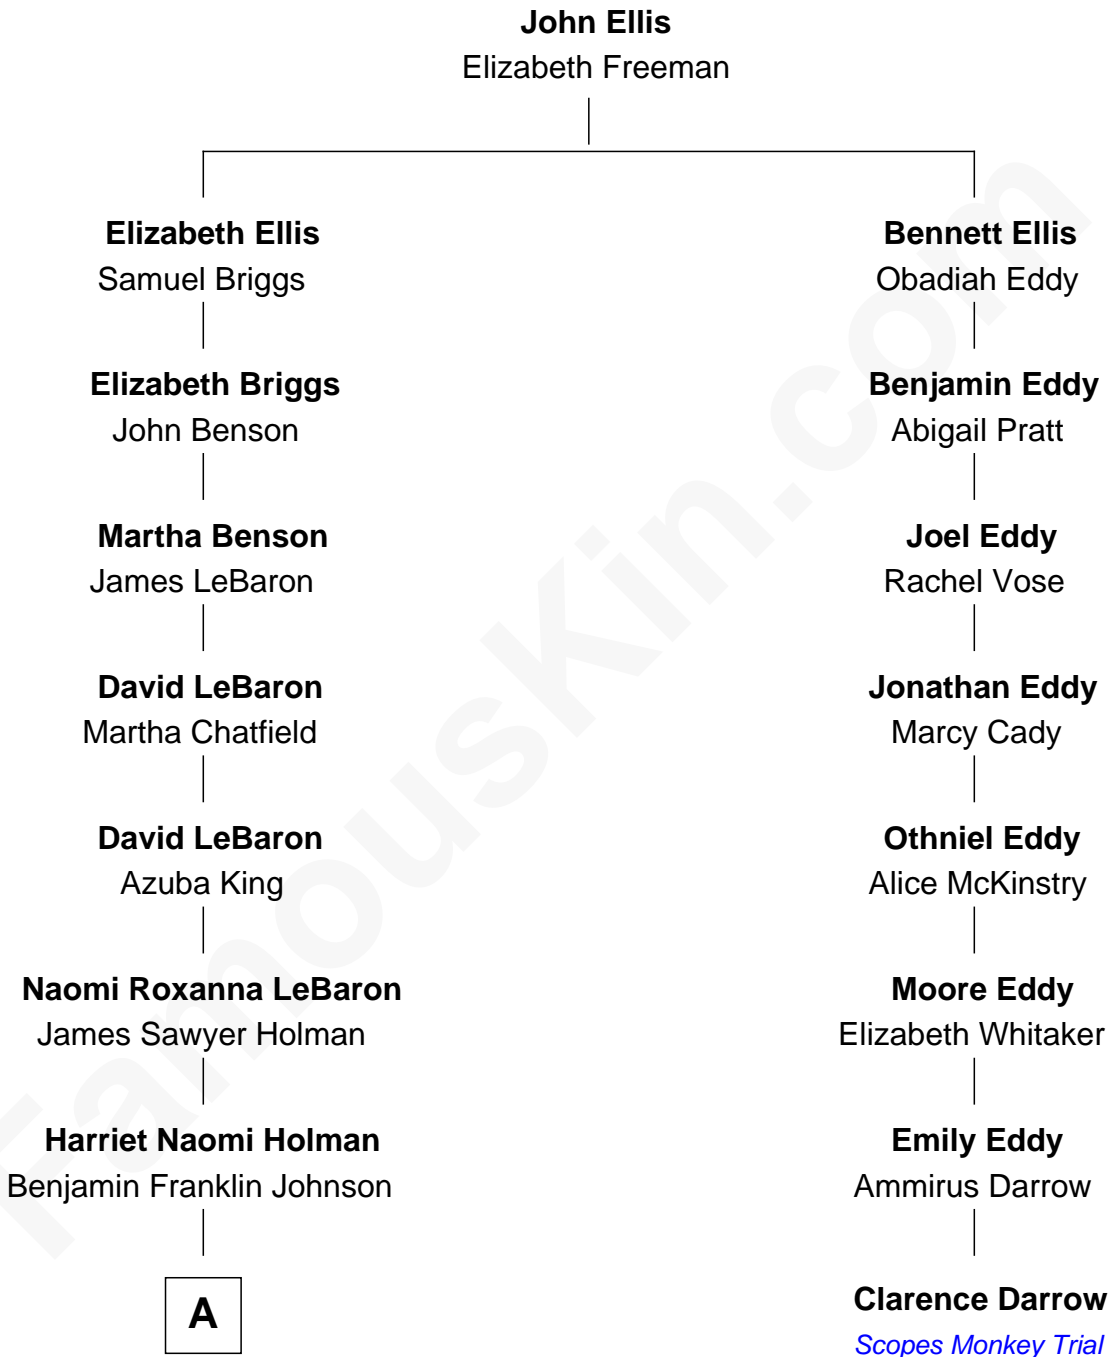 John Ellis
Elizabeth Freeman
Elizabeth Ellis
Samuel Briggs
Bennett Ellis
Obadiah Eddy
Elizabeth Briggs
John Benson
Benjamin Eddy
Abigail Pratt
Martha Benson
James LeBaron
Joel Eddy
Rachel Vose
David LeBaron
Martha Chatfield
Jonathan Eddy
Marcy Cady
David LeBaron
Azuba King
Othniel Eddy
Alice McKinstry
Naomi Roxanna LeBaron
James Sawyer Holman
Moore Eddy
Elizabeth Whitaker
Harriet Naomi Holman
Benjamin Franklin Johnson
Emily Eddy
Ammirus Darrow
A
Clarence Darrow
Scopes Monkey Trial
FamousKin.com